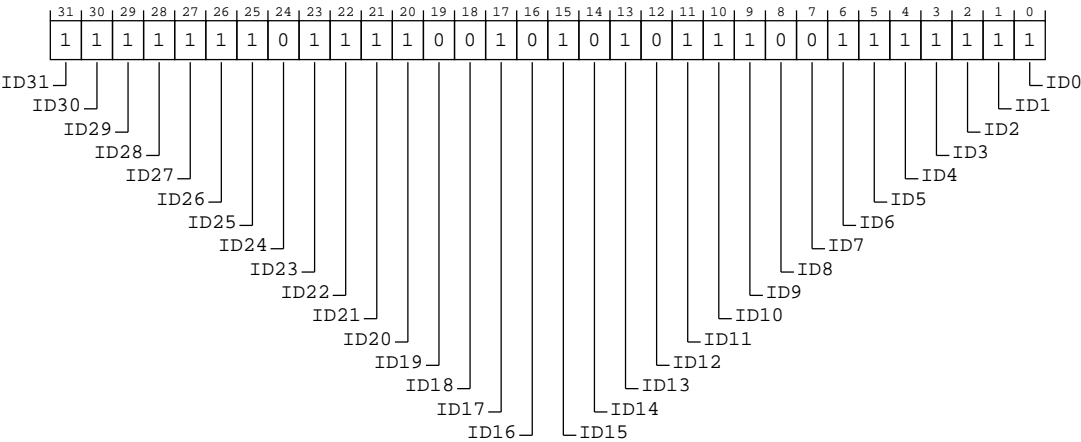 31 30 29 28 27 26 25 24 23 22 21 20 19 18 17 16 15 14 13 12 11 10 9 8 7 6 5 4 3 2 1 0
1 1 1 1 1 1 1 0 1 1 1 1 0 0 1 0 1 0 1 0 1 1 1 0 0 1 1 1 1 1 1 1
ID31 ID0
ID30 ID1
ID29 ID2
ID28 ID3
ID27 ID4
ID26 ID5
ID25 ID6
ID24 ID7
ID23 ID8
ID22 ID9
ID21 ID10
ID20 ID11
ID19 ID12
ID18 ID13
ID17 ID14
ID16 ID15